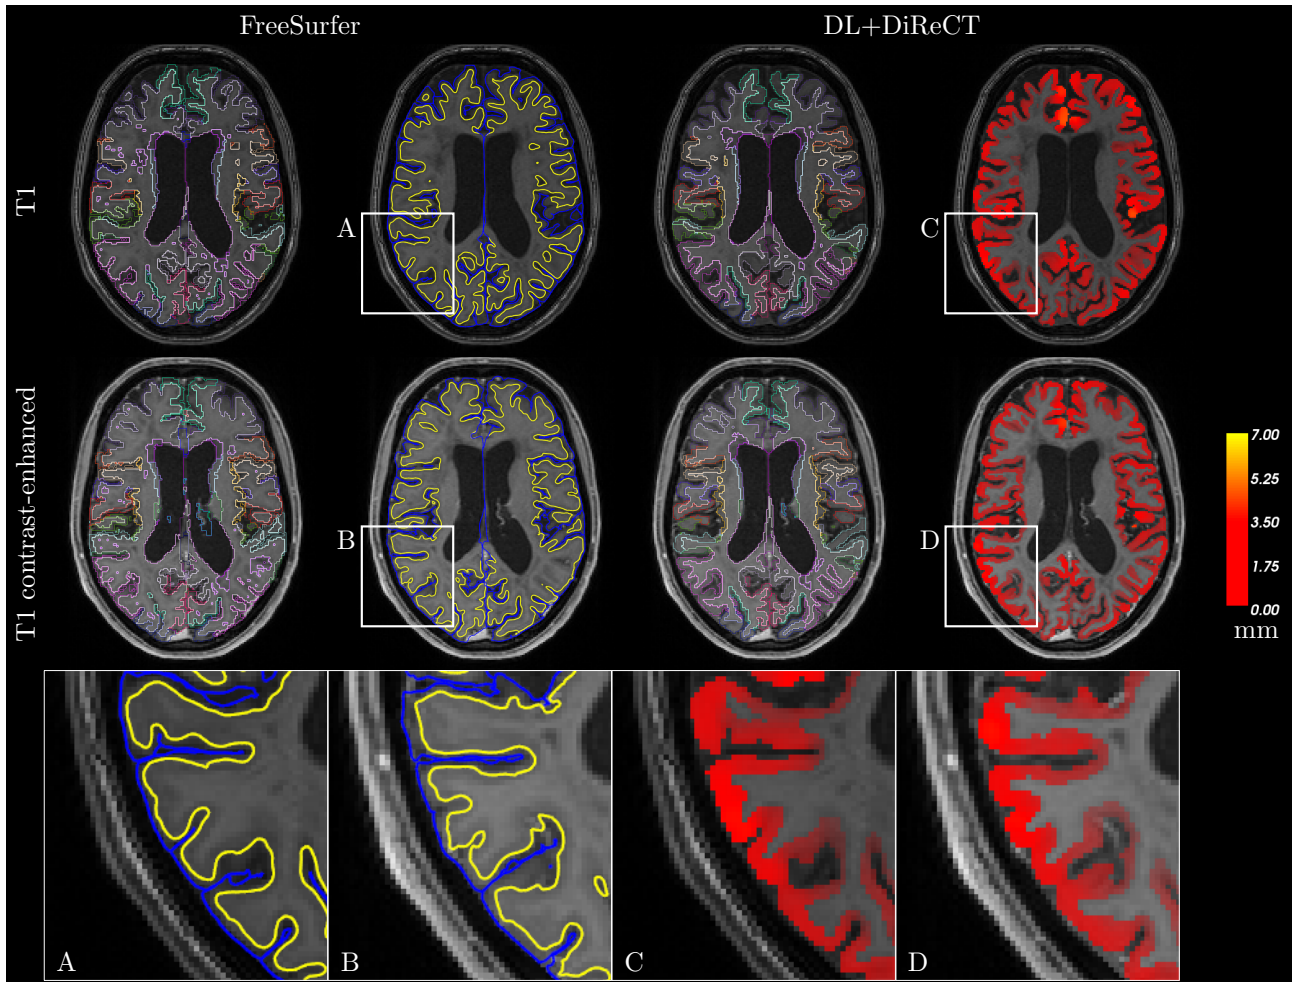 FreeSurfer
DL+DiReCT
T1
A
C
T1 contrast-enhanced
B
D
7.00
5.25
3.50
1.75
0.00
mm
A
B
C
D